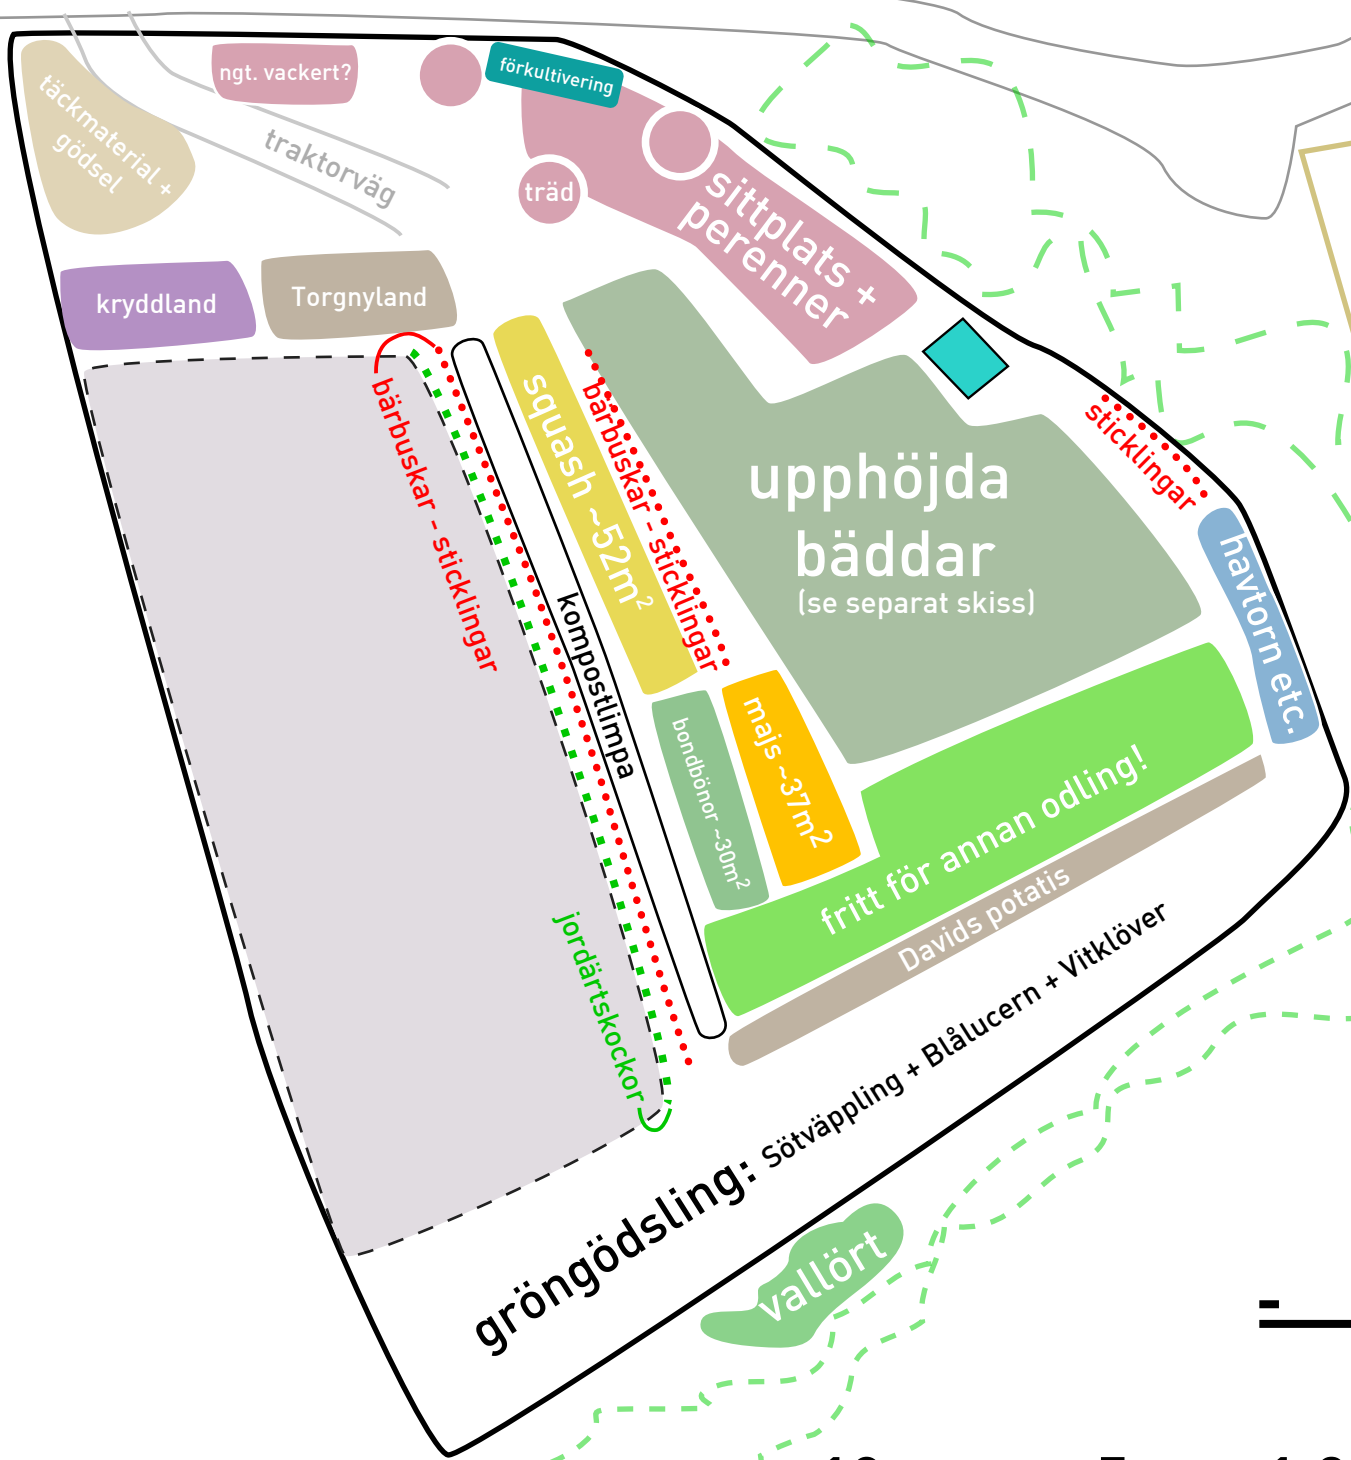 förkultivering
ngt. vackert?
täckmaterial +
gödsel
traktorväg
träd
sittplats +
perenner
kryddland
Torgnyland
bärbuskar - sticklingar
squash ~52m²
bärbuskar - sticklingar
sticklingar
upphöjda
bäddar
(se separat skiss)
havtorn etc.
kompostlimpa
bondbönor ~30m²
majs ~37m²
fritt för annan odling!
Davids potatis
jordärtskockor
gröngödsling: Sötväppling + Blålucern + Vitklöver
vallört